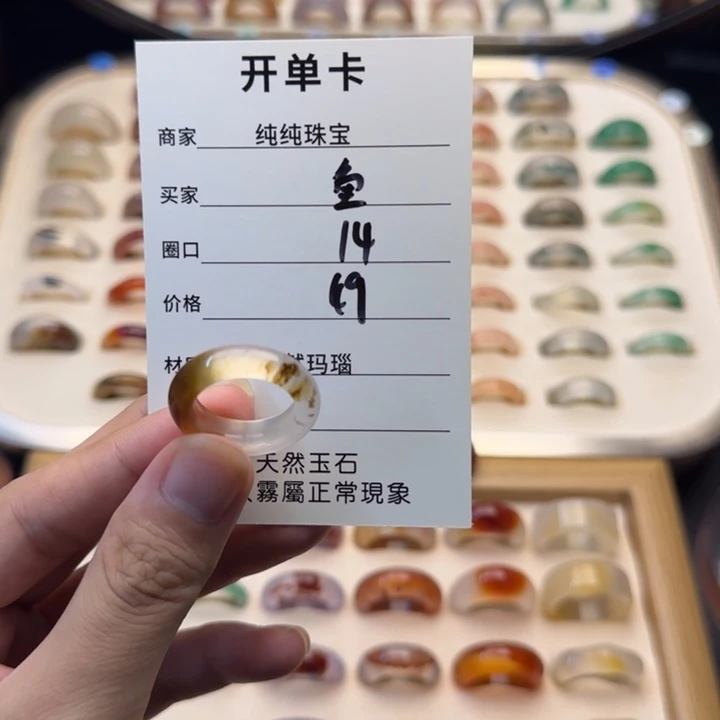 开单卡
商家 纯纯珠宝
买家
圈口 14
价格
材 然玛瑙
天然玉石
霧屬正常現象